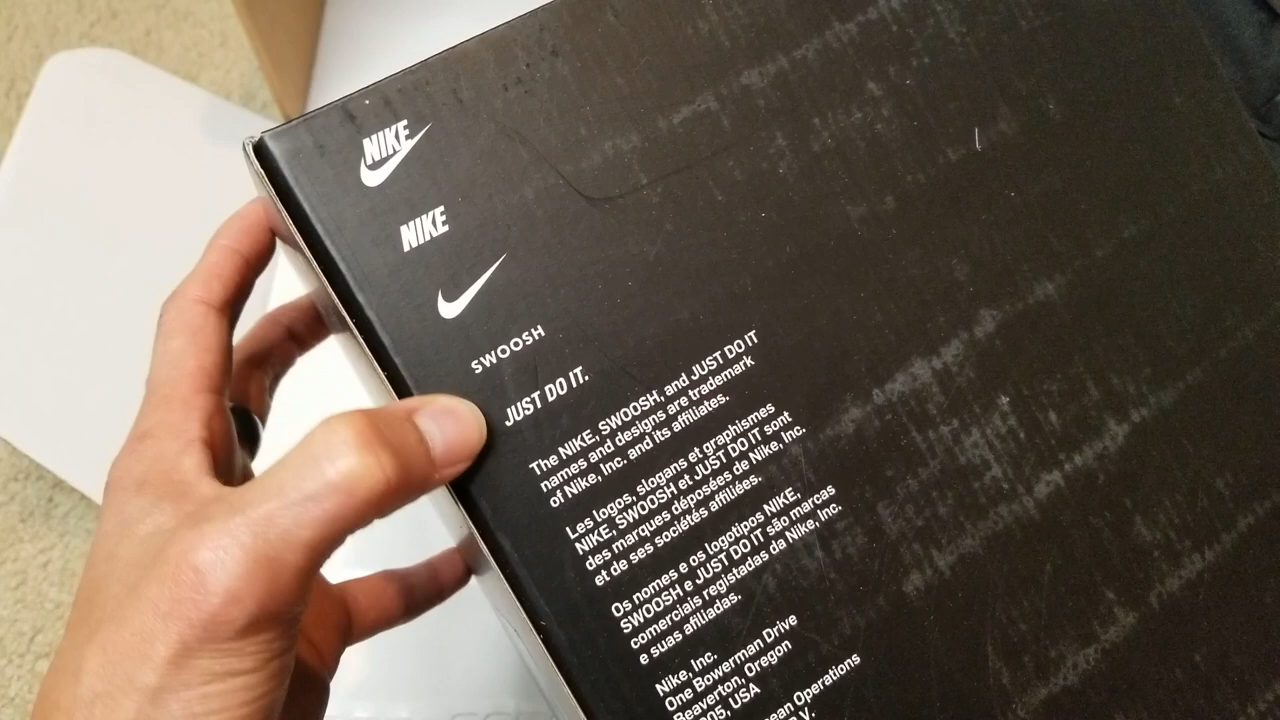 NIKE
NIKE
SWOOSH
JUST DO IT.
The NIKE, SWOOSH, and JUST DO IT
names and designs are trademark
of Nike, Inc. and its affiliates.
Les logos, slogans et graphismes
NIKE, SWOOSH et JUST DO IT sont
des marques déposées de Nike, Inc.
et de ses sociétés affiliées.
Os nomes e os logotipos NIKE,
SWOOSH e JUST DO IT são marcas
comerciais registadas da Nike, Inc.
e suas afiliadas.
Nike, Inc.
One Bowerman Drive
Beaverton, Oregon
USA
Operations